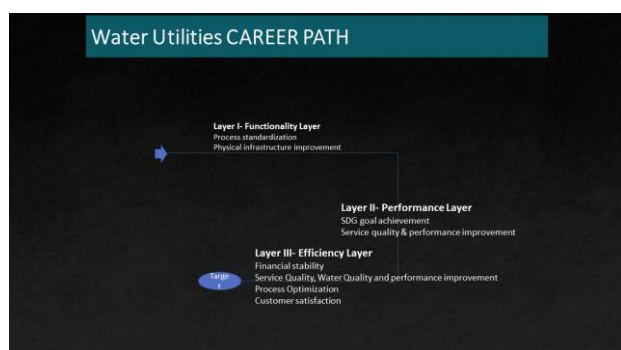 Water Utilities CAREER PATH
Layer I- Functionality Layer
Process standardization
Physical infrastructure improvement
Layer II- Performance Layer
SDG goal achievement
Service quality & performance improvement
Layer III- Efficiency Layer
Financial stability
Service Quality, Water Quality and performance improvement
Process Optimization
Customer satisfaction
Targe
t